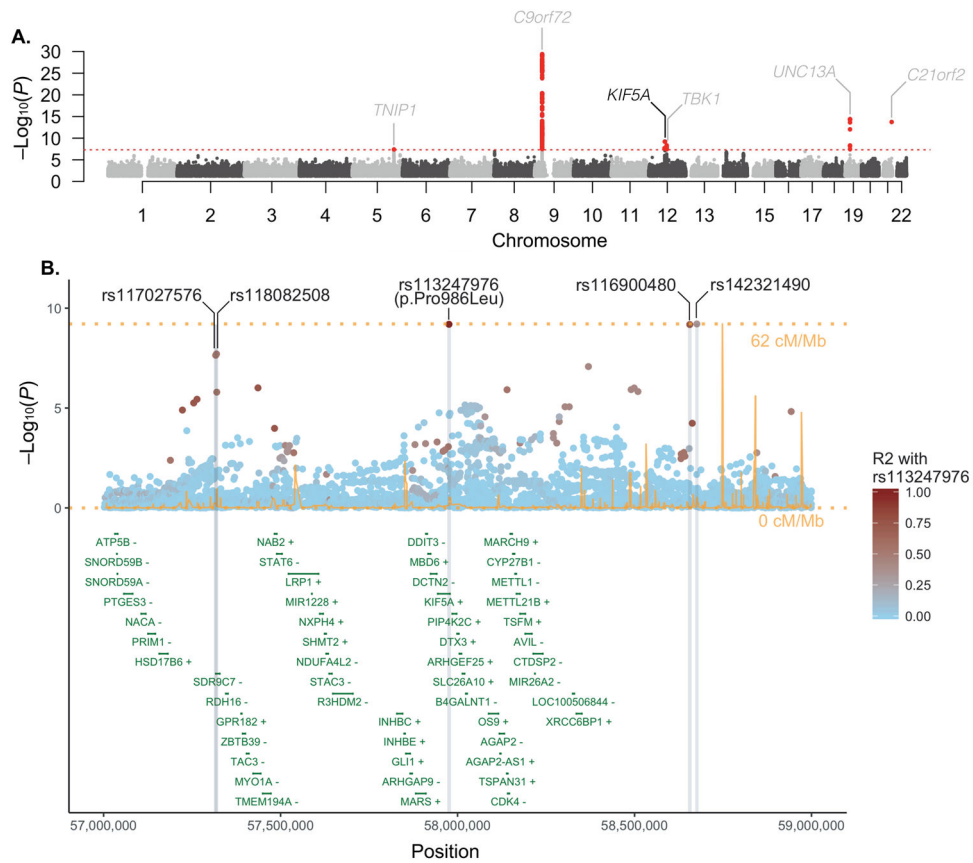 A.
C9orf72
UNC13A
C21orf2
KIF5A
TBK1
TNIP1
–Log10(P)
30
25
20
15
10
5
0
1 2 3 4 5 6 7 8 9 10 11 12 13 15 17 19 22
Chromosome
B.
rs117027576
rs118082508
rs113247976
(p.Pro986Leu)
rs116900480
rs142321490
62 cM/Mb
0 cM/Mb
–Log10(P)
10
5
0
R2 with
rs113247976
1.00
0.75
0.50
0.25
0.00
ATP5B - NAB2 + DDIT3 - MARCH9 +
SNORD59B - STAT6 - MBD6 + CYP27B1 -
SNORD59A - LRP1 + DCTN2 - METTL1 -
PTGES3 - MIR1228 + KIF5A + METTL21B +
NACA - NXPH4 + PIP4K2C + TSFM +
PRIM1 - SHMT2 + DTX3 + AVIL -
HSD17B6 + NDUFA4L2 - ARHGEF25 + CTDSP2 -
SDR9C7 - STAC3 - SLC26A10 + MIR26A2 -
RDH16 - R3HDM2 - B4GALNT1 - LOC100506844 -
GPR182 + INHBC + OS9 + XRCC6BP1 +
ZBTB39 - INHBE + AGAP2 -
TAC3 - GLI1 + AGAP2-AS1 +
MYO1A - ARHGAP9 - TSPAN31 +
TMEM194A - MARS + CDK4 -
57,000,000 57,500,000 58,000,000 58,500,000 59,000,000
Position